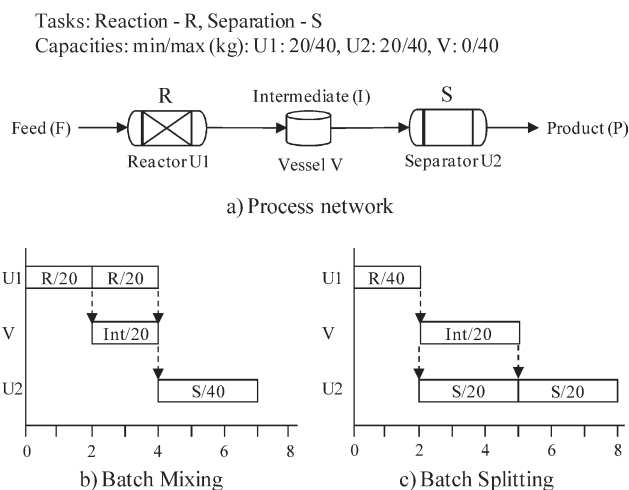 Tasks: Reaction - R, Separation - S
Capacities: min/max (kg): U1: 20/40, U2: 20/40, V: 0/40
R
Intermediate (I)
S
Feed (F)
Product (P)
Reactor U1
Vessel V
Separator U2
a) Process network
U1
R/20
R/20
V
Int/20
U2
S/40
0 2 4 6 8
b) Batch Mixing
U1
R/40
V
Int/20
U2
S/20
S/20
0 2 4 6 8
c) Batch Splitting